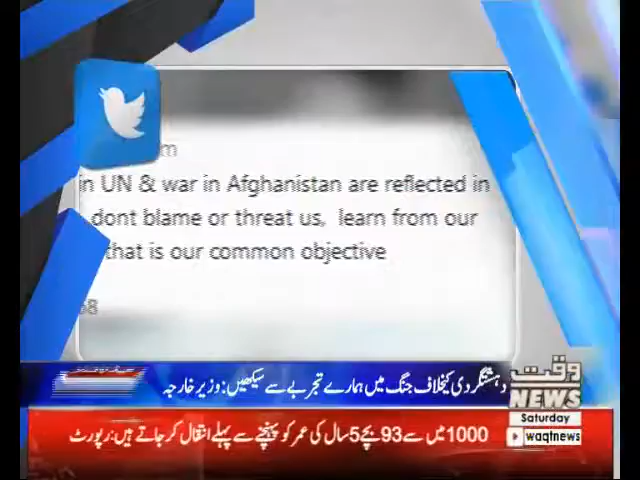 m
in UN & war in Afghanistan are reflected in
dont blame or threat us, learn from our
that is our common objective
68
دہشتگردی کیخلاف جنگ میں ہمارے تجربے سے سیکھیں: وزیر خارجہ
وقت
NEWS
Saturday
waqtnews
1000 میں سے 93 بچے 5 سال کی عمر کو پہنچنے سے پہلے انتقال کرجاتے ہیں: رپورٹ